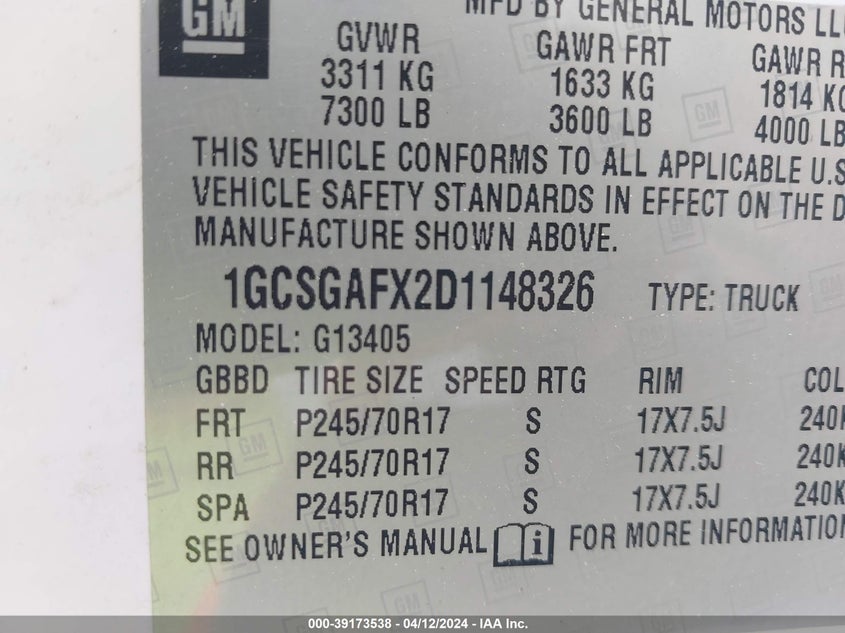 GM
MFD BY GENERAL MOTORS LLC
GVWR GAWR FRT GAWR R
3311 KG 1633 KG 1814 KG
7300 LB 3600 LB 4000 LB
THIS VEHICLE CONFORMS TO ALL APPLICABLE U.S
VEHICLE SAFETY STANDARDS IN EFFECT ON THE D
MANUFACTURE SHOWN ABOVE.
1GCSGAFX2D1148326 TYPE: TRUCK
MODEL: G13405
GBBD TIRE SIZE SPEED RTG RIM COL
FRT P245/70R17 S 17X7.5J 240K
RR P245/70R17 S 17X7.5J 240K
SPA P245/70R17 S 17X7.5J 240K
SEE OWNER'S MANUAL i FOR MORE INFORMATION
000-39173538 - 04/12/2024 - IAA Inc.